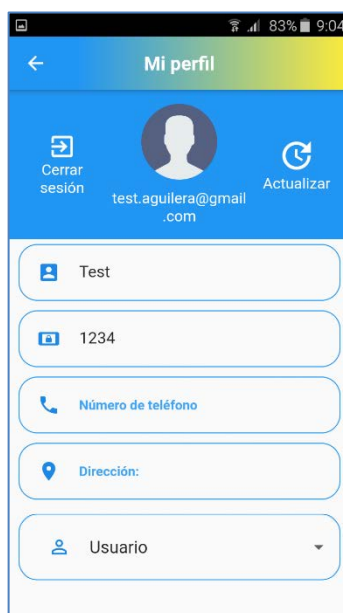 83% 9:04
Mi perfil
Cerrar
sesión
test.aguilera@gmail
.com
Actualizar
Test
1234
Número de teléfono
Dirección:
Usuario